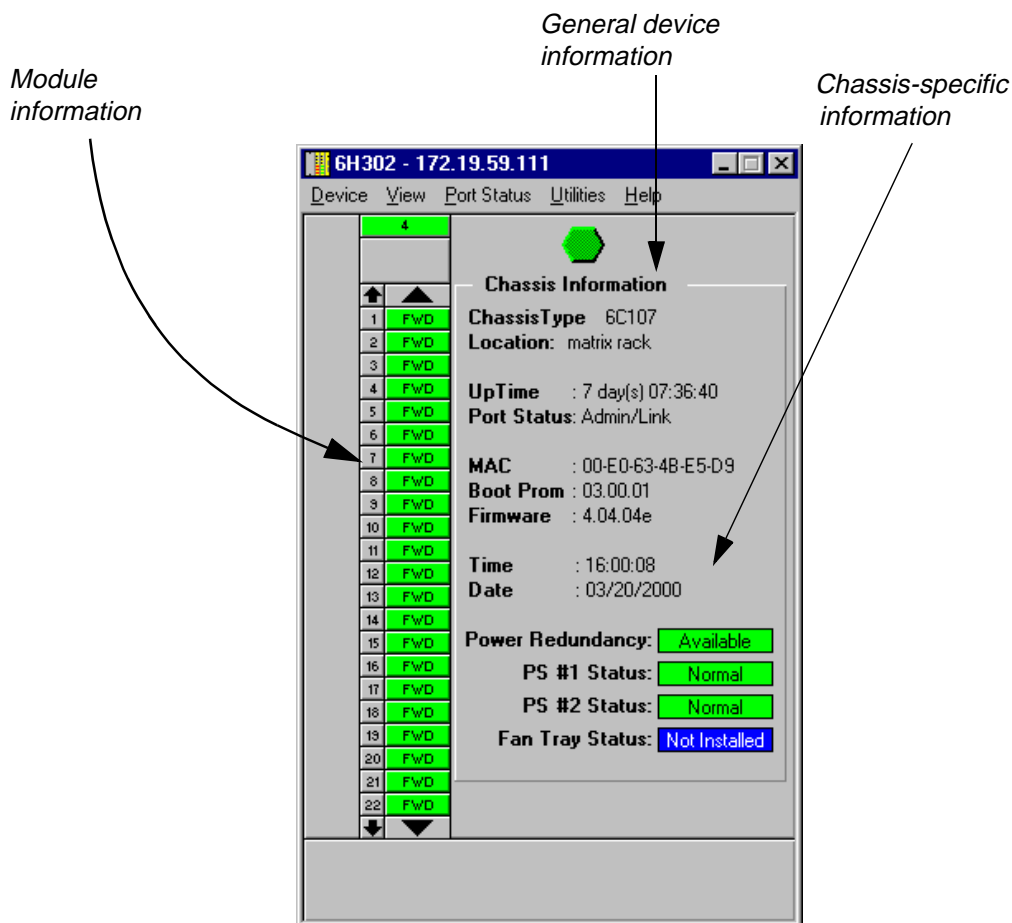 General device
information
Module
information
Chassis-specific
information
6H302 - 172.19.59.111
Device View Port Status Utilities Help
4
Chassis Information
ChassisType 6C107
Location: matrix rack
UpTime : 7 day(s) 07:36:40
Port Status: Admin/Link
MAC : 00-E0-63-4B-E5-D9
Boot Prom : 03.00.01
Firmware : 4.04.04e
Time : 16:00:08
Date : 03/20/2000
Power Redundancy: Available
PS #1 Status: Normal
PS #2 Status: Normal
Fan Tray Status: Not Installed
1 FWD
2 FWD
3 FWD
4 FWD
5 FWD
6 FWD
7 FWD
8 FWD
9 FWD
10 FWD
11 FWD
12 FWD
13 FWD
14 FWD
15 FWD
16 FWD
17 FWD
18 FWD
19 FWD
20 FWD
21 FWD
22 FWD